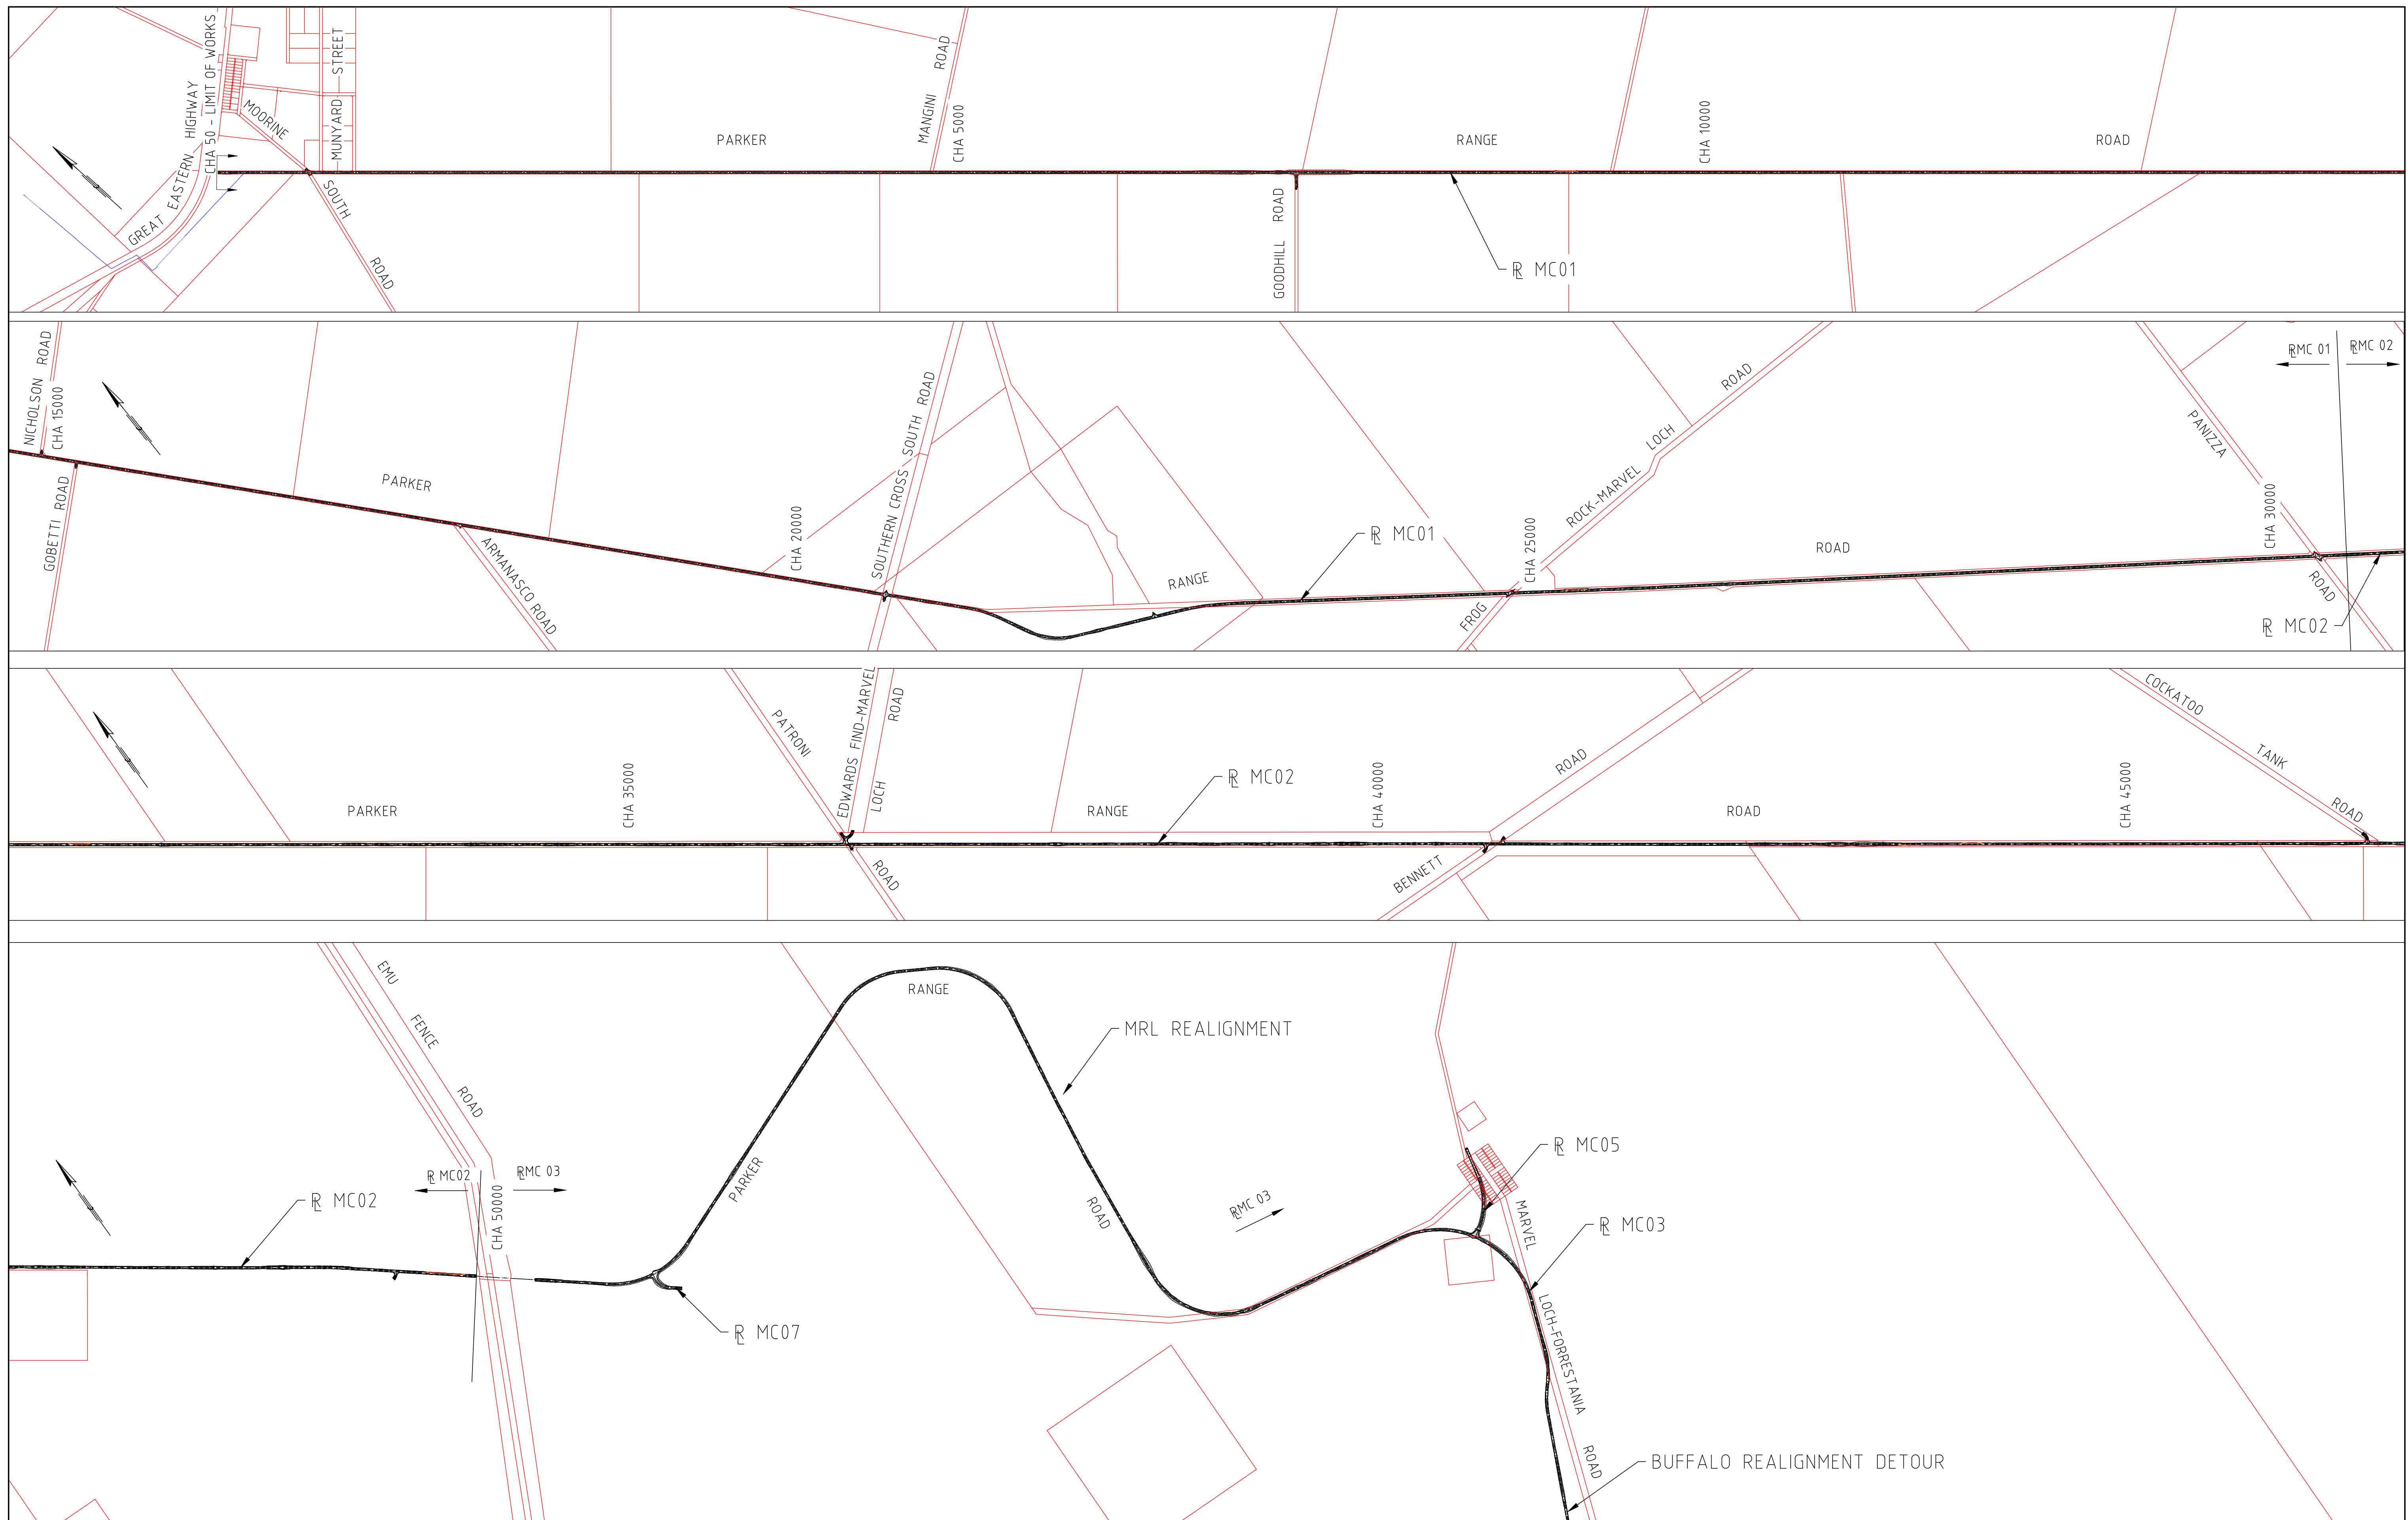 GREAT EASTERN HIGHWAY
CHA 50 - LIMIT OF WORKS
MOORINE
SOUTH
ROAD
MUNYARD STREET
PARKER
MANGINI ROAD
CHA 5000
GOODHILL ROAD
RANGE
MC01
CHA 10000
ROAD
NICHOLSON ROAD
CHA 15000
GOBETTI ROAD
PARKER
ARMANASCO ROAD
CHA 20000
SOUTHERN CROSS SOUTH ROAD
RANGE
MC01
FROG
ROCK-MARVEL
LOCH
ROAD
CHA 25000
ROAD
PANIZZA
ROAD
CHA 30000
MC 01
MC 02
MC02
PARKER
CHA 35000
PATRONI
ROAD
EDWARDS FIND-MARVEL
LOCH
ROAD
RANGE
MC02
CHA 40000
BENNETT
ROAD
ROAD
CHA 45000
COCKATOO
TANK
ROAD
EMU
FENCE
ROAD
MC02
MC02
MC 03
CHA 50000
MC07
PARKER
RANGE
ROAD
MRL REALIGNMENT
MC 03
MC05
MC03
MARVEL
LOCH-FORRESTANIA
ROAD
BUFFALO REALIGNMENT DETOUR